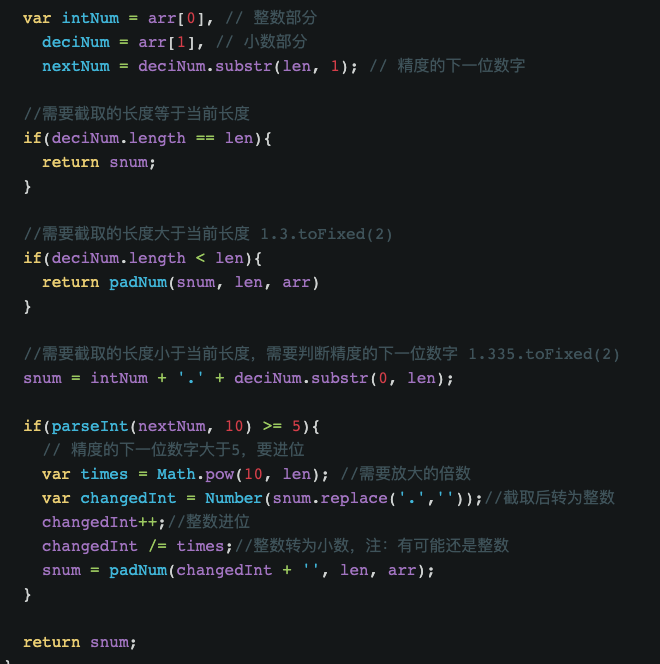 var intNum = arr[0], // 整数部分
deciNum = arr[1], // 小数部分
nextNum = deciNum.substr(len, 1); // 精度的下一位数字
//需要截取的长度等于当前长度
if(deciNum.length == len){
return snum;
}
//需要截取的长度大于当前长度 1.3.toFixed(2)
if(deciNum.length < len){
return padNum(snum, len, arr)
}
//需要截取的长度小于当前长度，需要判断精度的下一位数字 1.335.toFixed(2)
snum = intNum + '.' + deciNum.substr(0, len);
if(parseInt(nextNum, 10) >= 5){
// 精度的下一位数字大于5，要进位
var times = Math.pow(10, len); //需要放大的倍数
var changedInt = Number(snum.replace('.',''));//截取后转为整数
changedInt++;//整数进位
changedInt /= times;//整数转为小数，注：有可能还是整数
snum = padNum(changedInt + '', len, arr);
}
return snum;
}